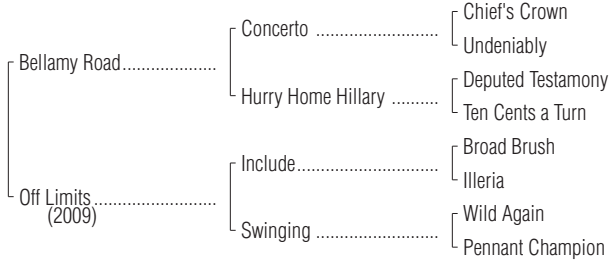 Chief's Crown
Concerto ........................
Undeniably
Bellamy Road....................
Deputed Testamony
Hurry Home Hillary ..........
Ten Cents a Turn
Broad Brush
Include.............................
Illeria
Off Limits..........................
(2009)
Wild Again
Swinging ........................
Pennant Champion